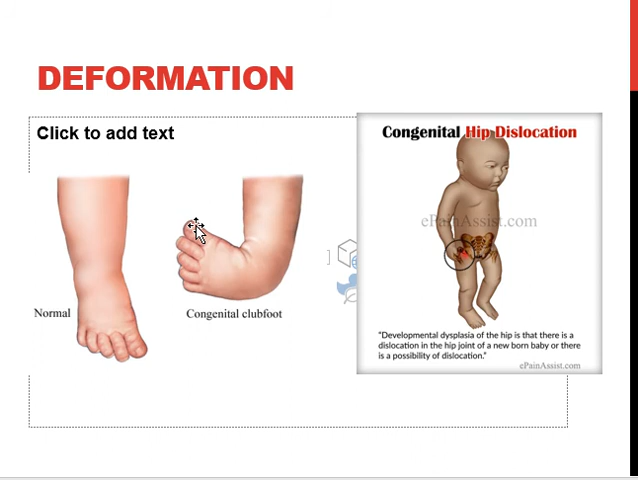 DEFORMATION
Click to add text
Congenital Hip Dislocation
ePainAssist.com
Normal
Congenital clubfoot
"Developmental dysplasia of the hip is that there is a
dislocation in the hip joint of a new born baby or there
is a possibility of dislocation."
ePainAssist.com